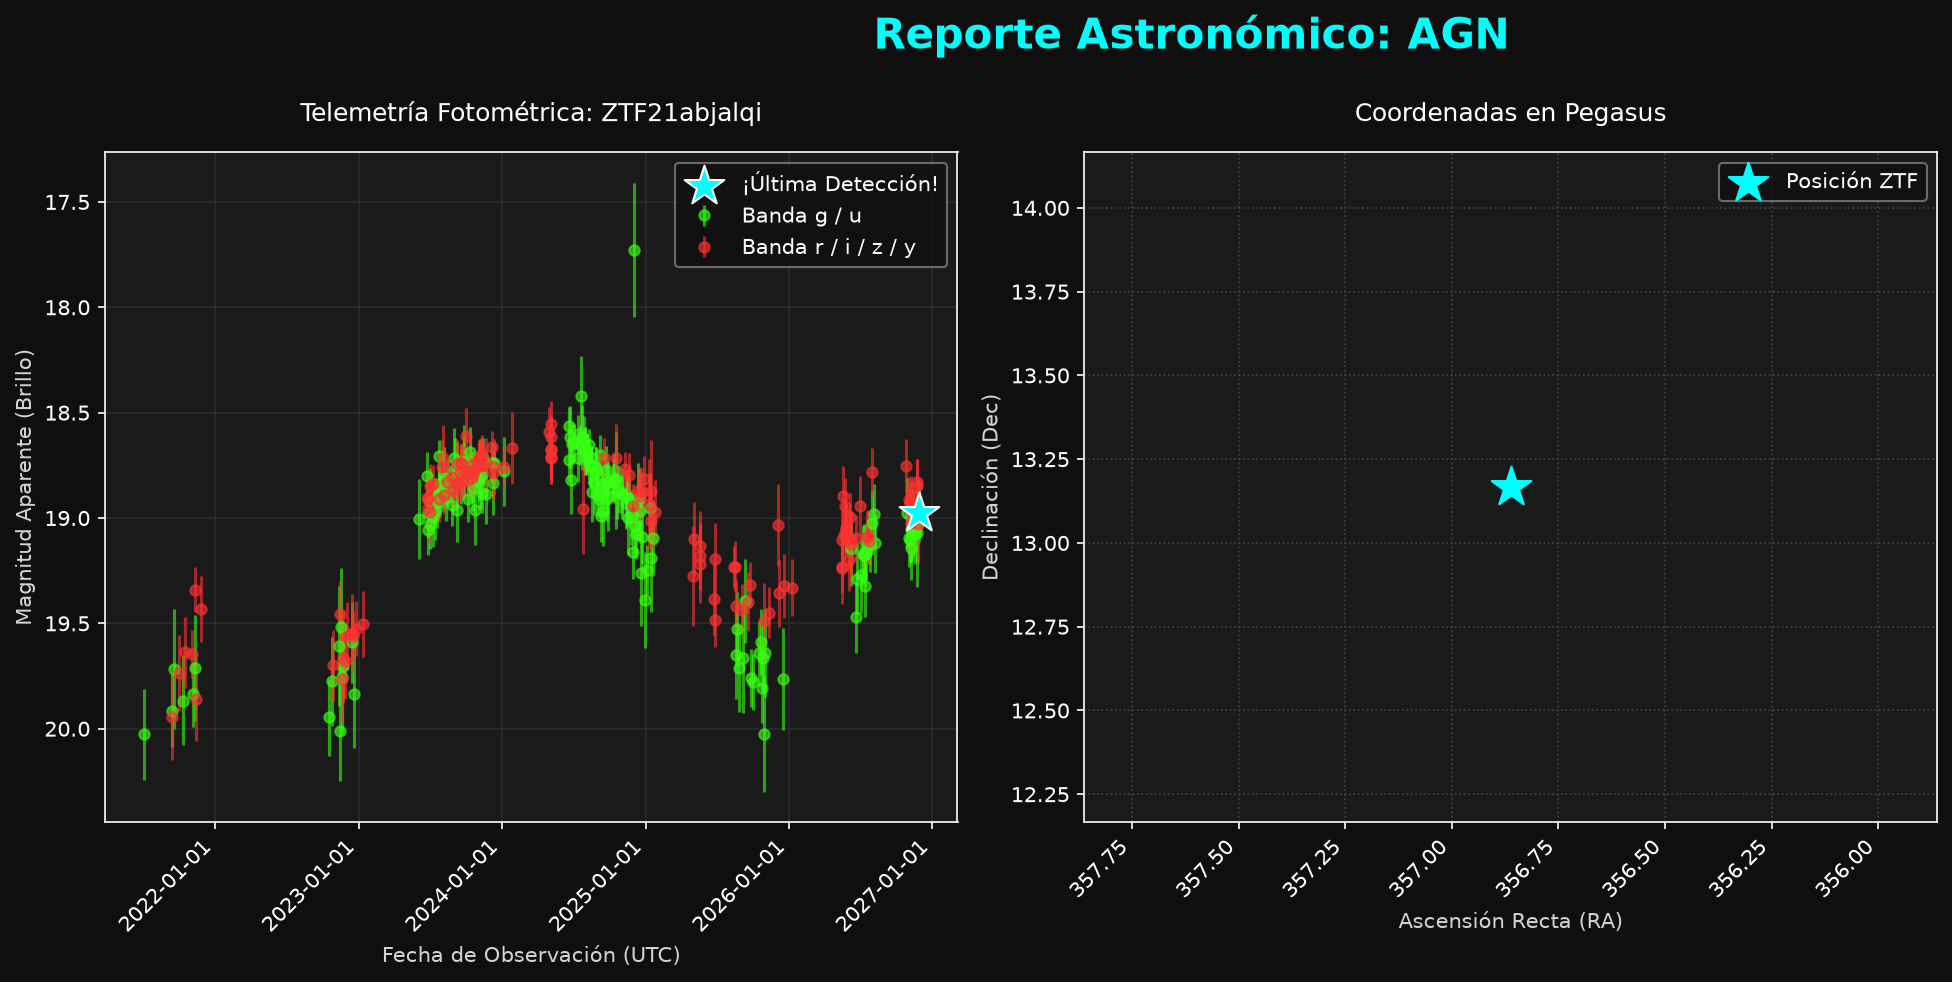 Reporte Astronómico: AGN
Telemetría Fotométrica: ZTF21abjalqi
¡Última Detección!
Banda g / u
Banda r / i / z / y
Magnitud Aparente (Brillo)
17.5
18.0
18.5
19.0
19.5
20.0
2022-01-01
2023-01-01
2024-01-01
2025-01-01
2026-01-01
2027-01-01
Fecha de Observación (UTC)
Coordenadas en Pegasus
Posición ZTF
Declinación (Dec)
14.00
13.75
13.50
13.25
13.00
12.75
12.50
12.25
357.75
357.50
357.25
357.00
356.75
356.50
356.25
356.00
Ascensión Recta (RA)